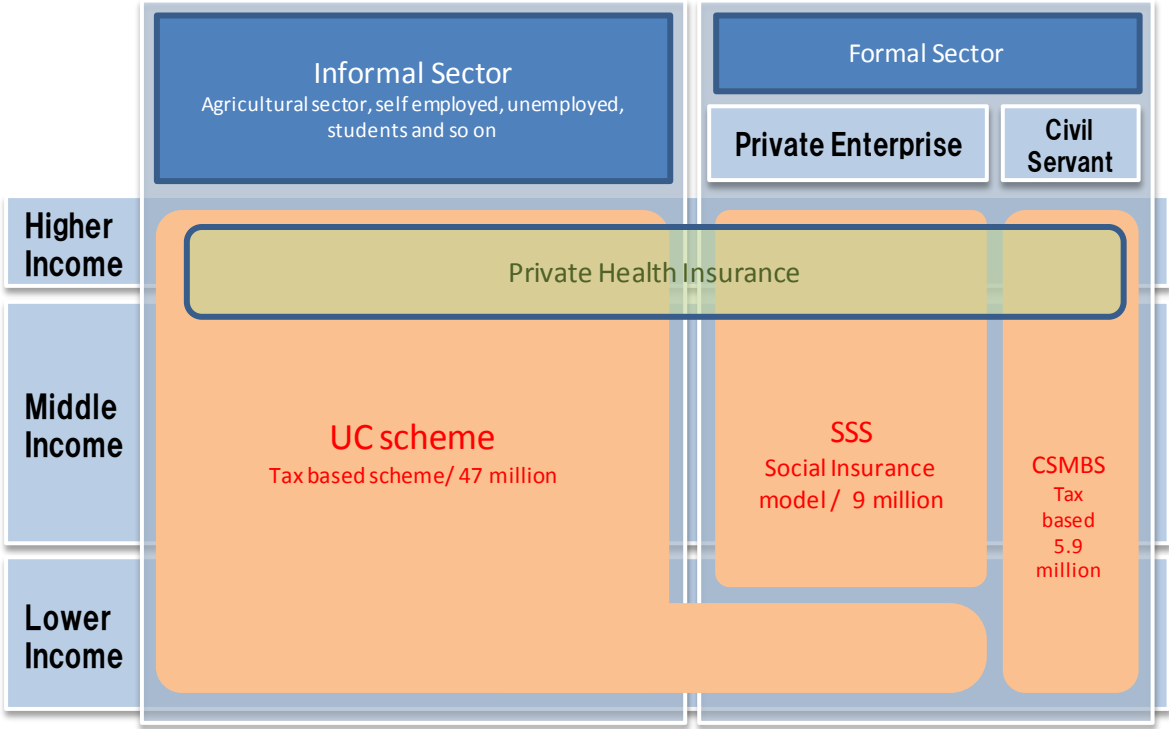 Informal Sector
Agricultural sector, self employed, unemployed,
students and so on
Formal Sector
Private Enterprise
Civil
Servant
Higher
Income
Private Health Insurance
Middle
Income
UC scheme
Tax based scheme/ 47 million
SSS
Social Insurance
model /  9 million
CSMBS
Tax
based
5.9
million
Lower
Income